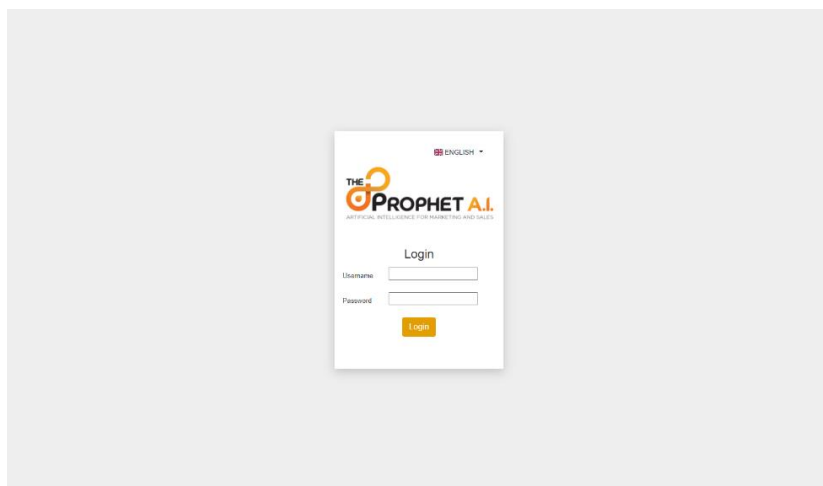 ENGLISH
THE
PROPHET A.I.
ARTIFICIAL INTELLIGENCE FOR MARKETING AND SALES
Login
Username
Password
Login